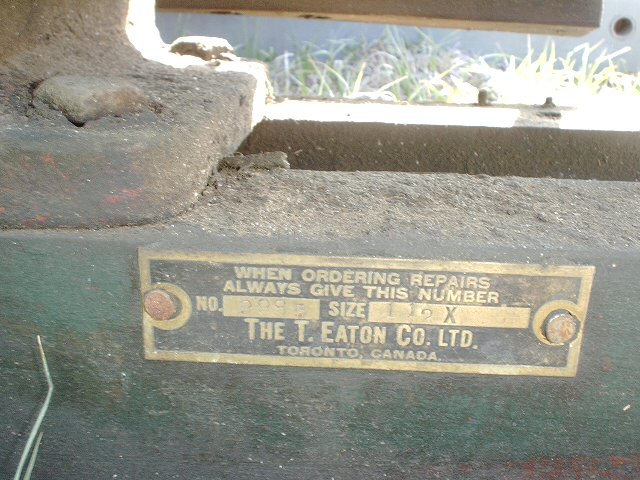 WHEN ORDERING REPAIRS
ALWAYS GIVE THIS NUMBER
NO. SIZE X
THE T. EATON CO. LTD.
TORONTO, CANADA.